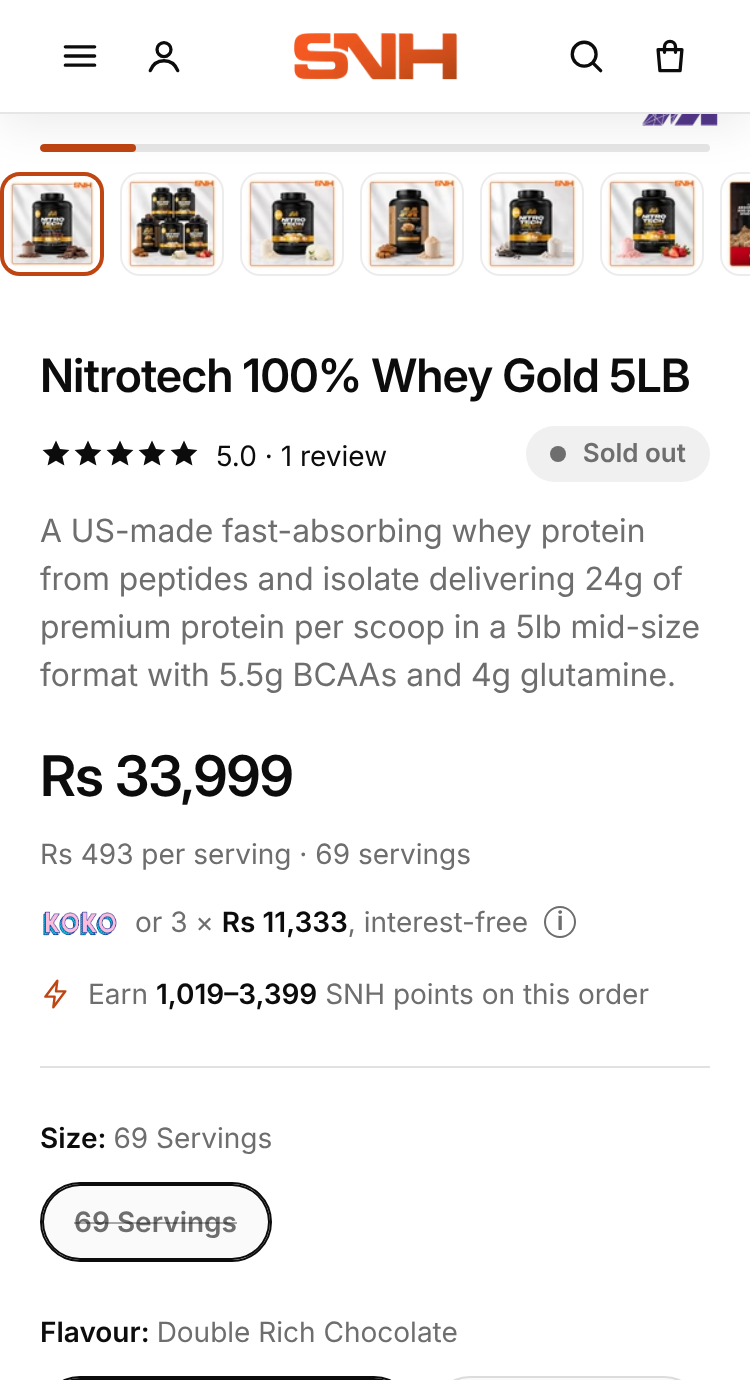 SNH
Nitrotech 100% Whey Gold 5LB
5.0 · 1 review
Sold out
A US-made fast-absorbing whey protein
from peptides and isolate delivering 24g of
premium protein per scoop in a 5lb mid-size
format with 5.5g BCAAs and 4g glutamine.
Rs 33,999
Rs 493 per serving · 69 servings
KOKO or 3 × Rs 11,333, interest-free
Earn 1,019–3,399 SNH points on this order
Size: 69 Servings
69 Servings
Flavour: Double Rich Chocolate